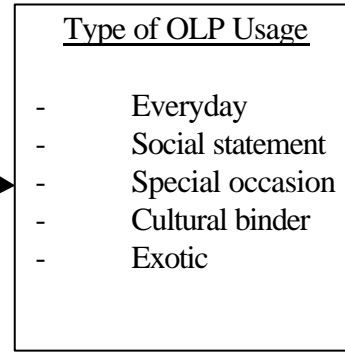 Type of OLP Usage
- Everyday
- Social statement
- Special occasion
- Cultural binder
- Exotic